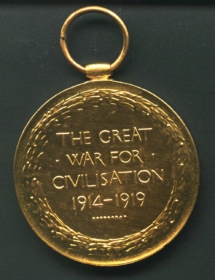 THE GREAT
· WAR FOR ·
CIVILISATION
1914-1919